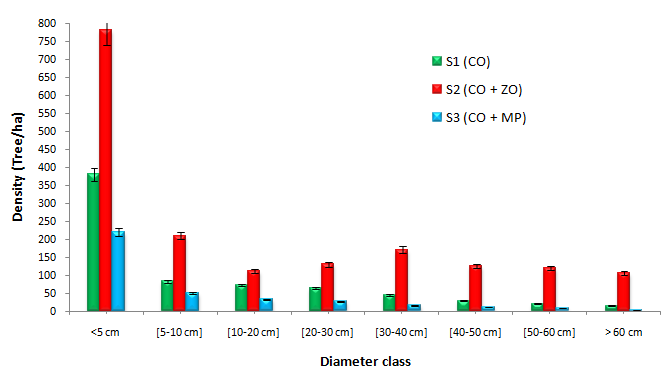 800
750
700
650
600
550
500
450
400
350
300
250
200
150
100
50
0
Density (Tree/ha)
S1 (CO)
S2 (CO + ZO)
S3 (CO + MP)
<5 cm [5-10 cm] [10-20 cm] [20-30 cm] [30-40 cm] [40-50 cm] [50-60 cm] > 60 cm
Diameter class